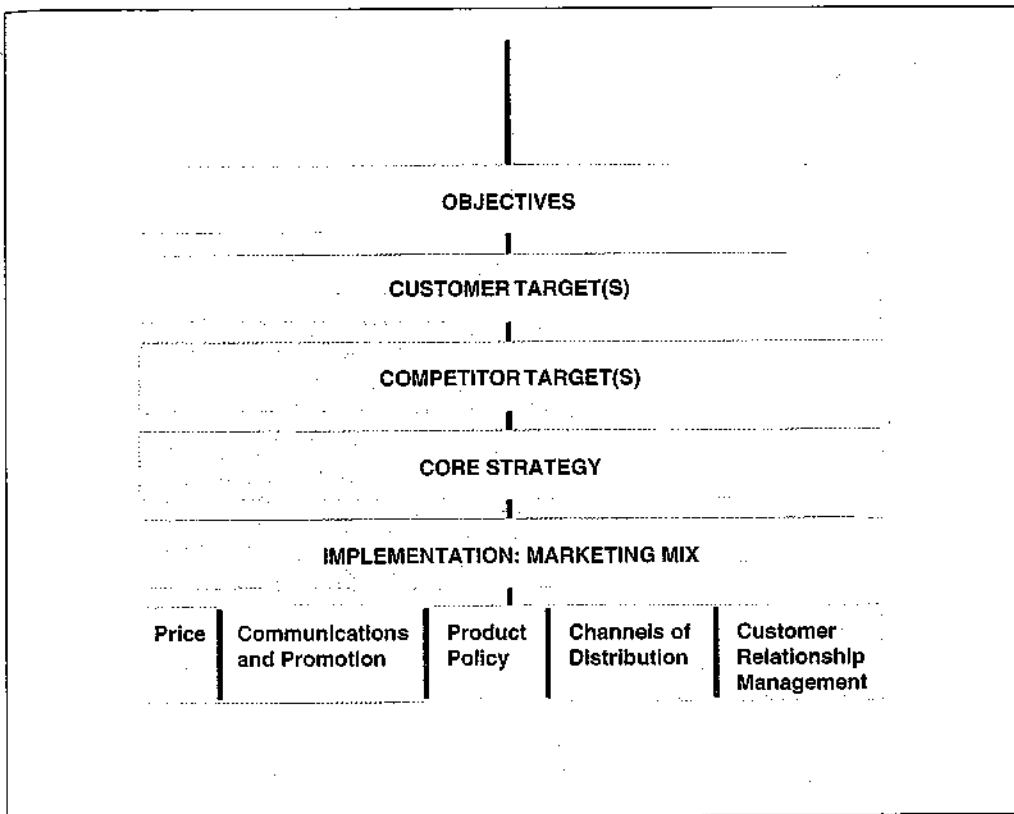 OBJECTIVES
CUSTOMER TARGET(S)
COMPETITOR TARGET(S)
CORE STRATEGY
IMPLEMENTATION: MARKETING MIX
Price
Communications
and Promotion
Product
Policy
Channels of
Distribution
Customer
Relationship
Management